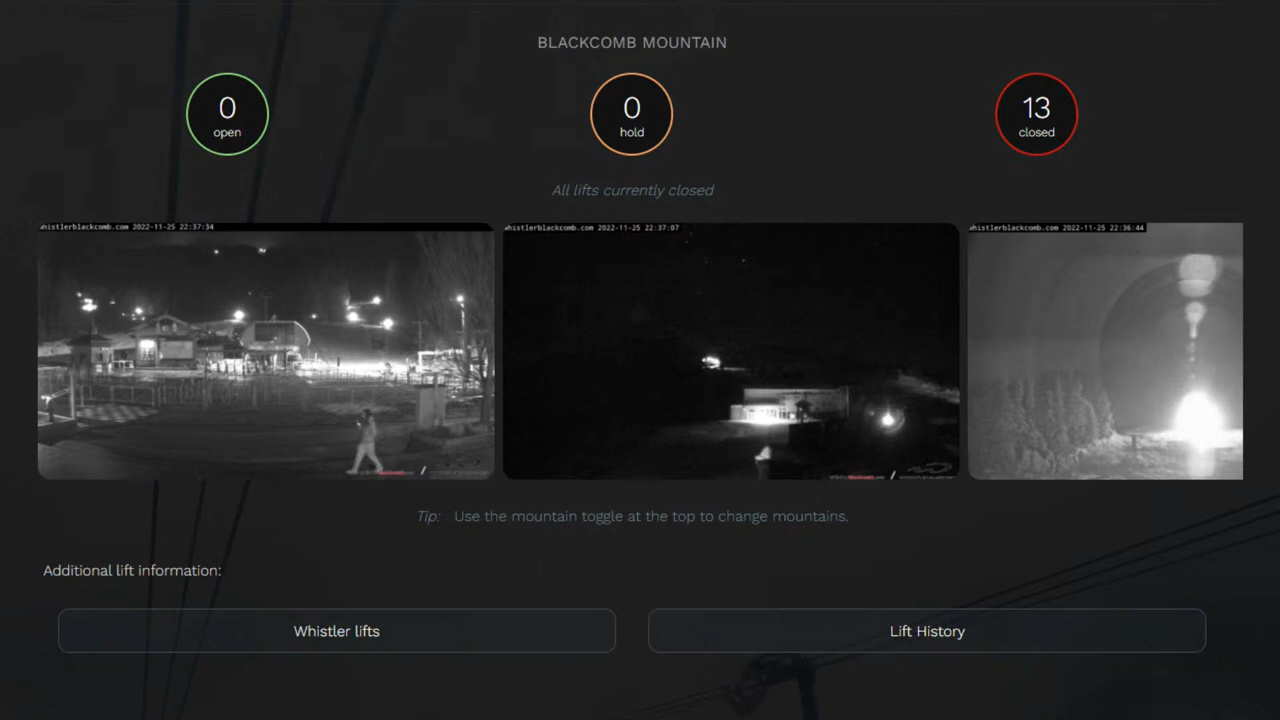 BLACKCOMB MOUNTAIN
0
open
0
hold
13
closed
All lifts currently closed
whistlerblackcomb.com 2022-11-25 22:37:34
whistlerblackcomb.com 2022-11-25 22:37:07
whistlerblackcomb.com 2022-11-25 22:36:44
Tip: Use the mountain toggle at the top to change mountains.
Additional lift information:
Whistler lifts
Lift History